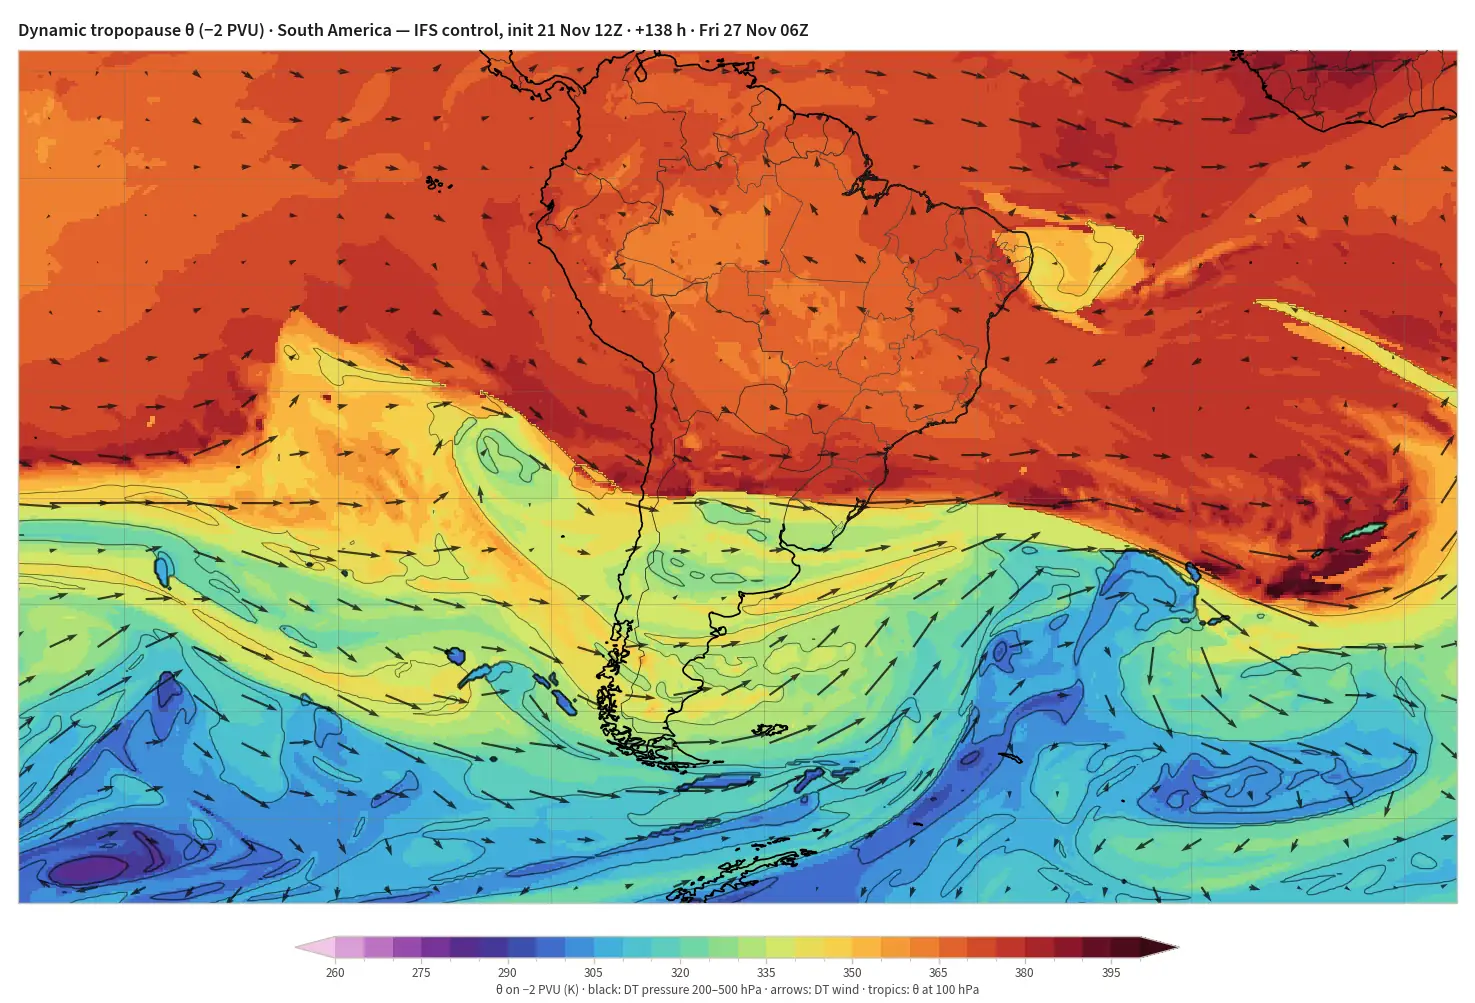 Dynamic tropopause θ (−2 PVU) · South America — IFS control, init 21 Nov 12Z · +138 h · Fri 27 Nov 06Z
260 275 290 305 320 335 350 365 380 395
θ on −2 PVU (K) · black: DT pressure 200–500 hPa · arrows: DT wind · tropics: θ at 100 hPa